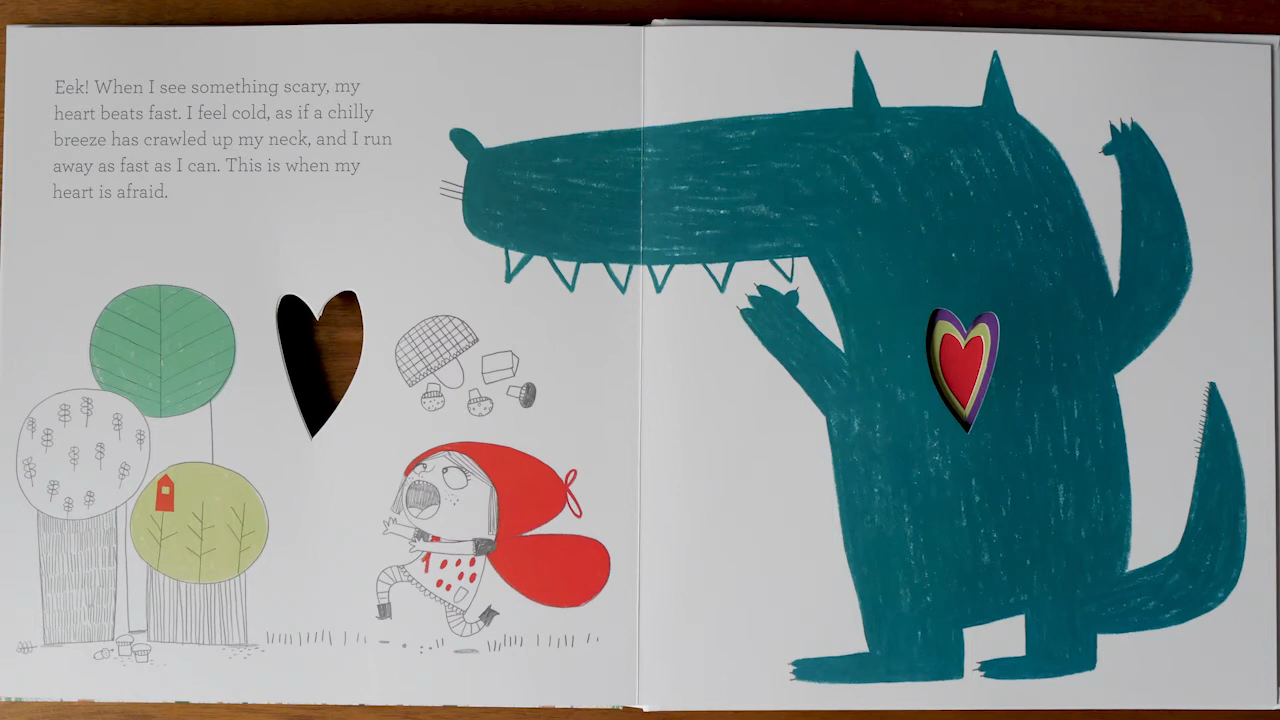 Eek! When I see something scary, my
heart beats fast. I feel cold, as if a chilly
breeze has crawled up my neck, and I run
away as fast as I can. This is when my
heart is afraid.